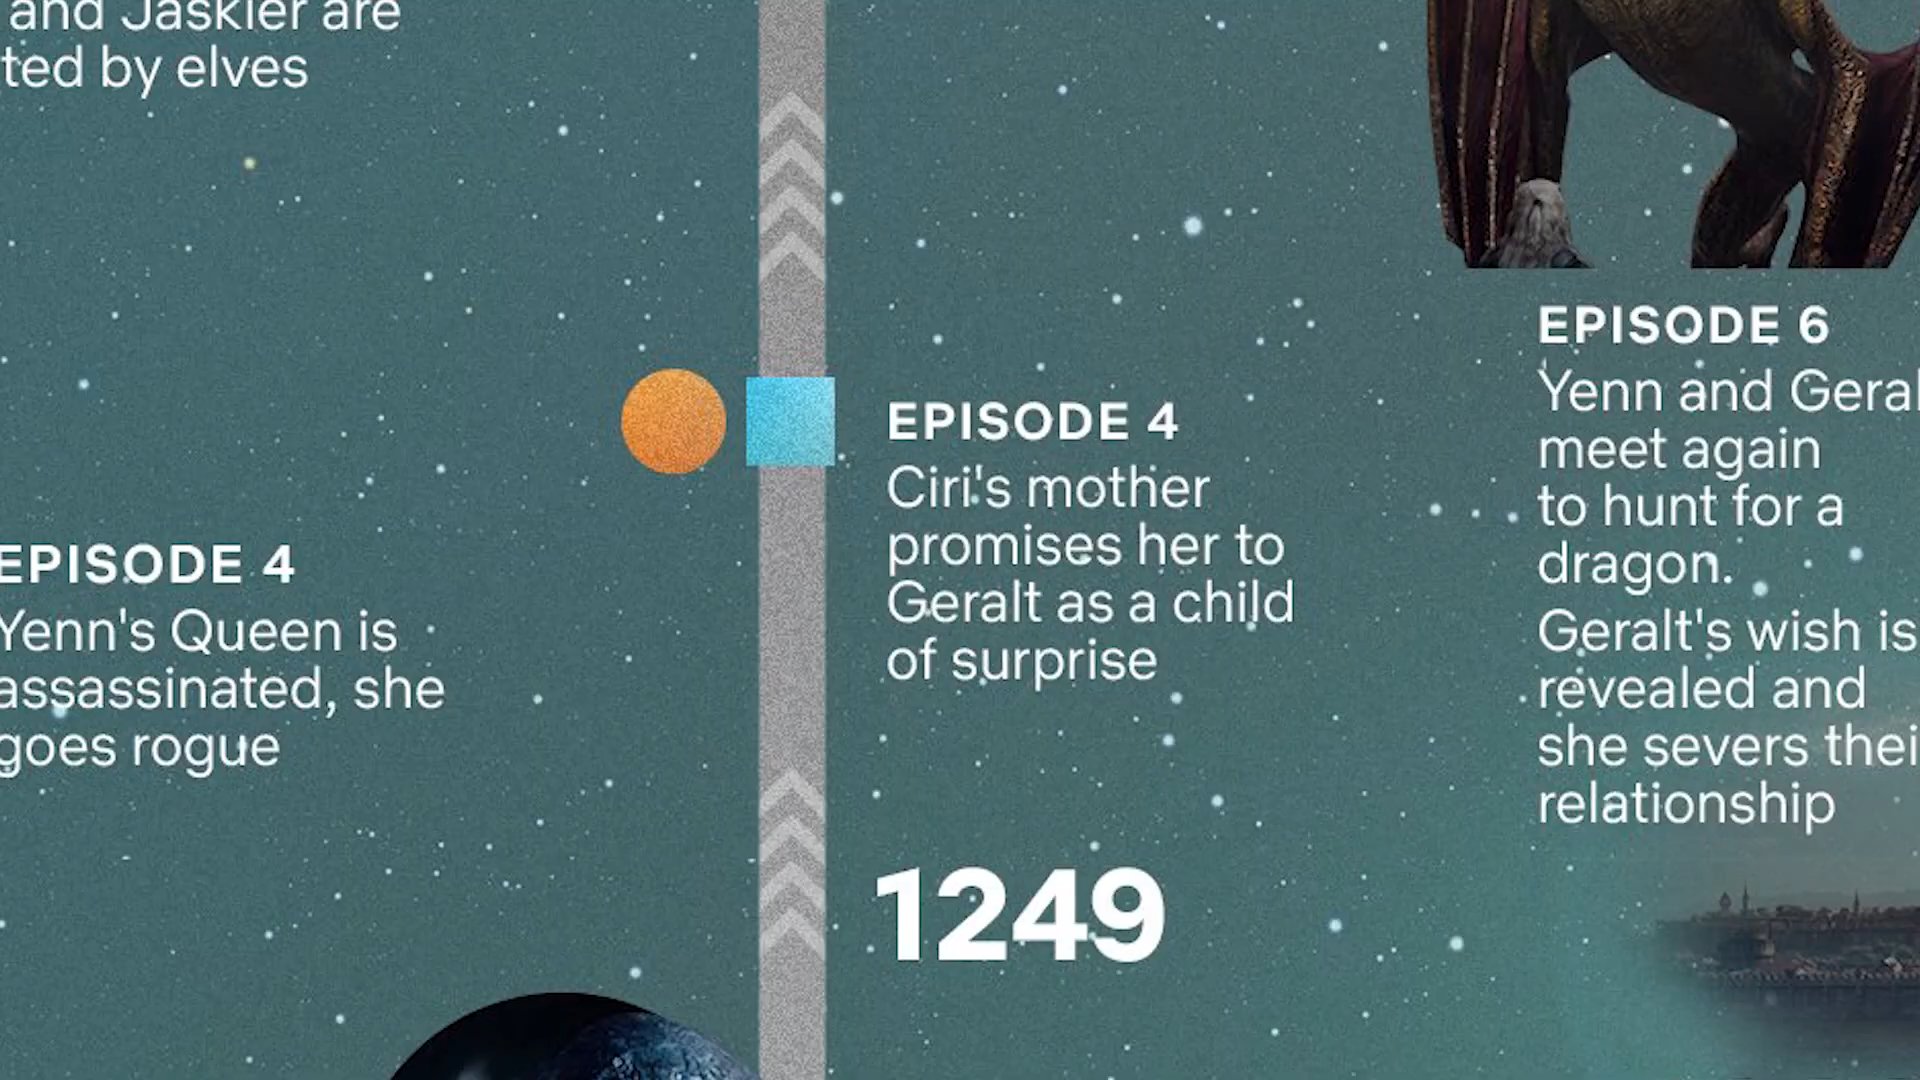 and Jaskier are
ted by elves
EPISODE 4
Yenn's Queen is
assassinated, she
goes rogue
EPISODE 4
Ciri's mother
promises her to
Geralt as a child
of surprise
1249
EPISODE 6
Yenn and Geral
meet again
to hunt for a
dragon.
Geralt's wish is
revealed and
she severs thei
relationship